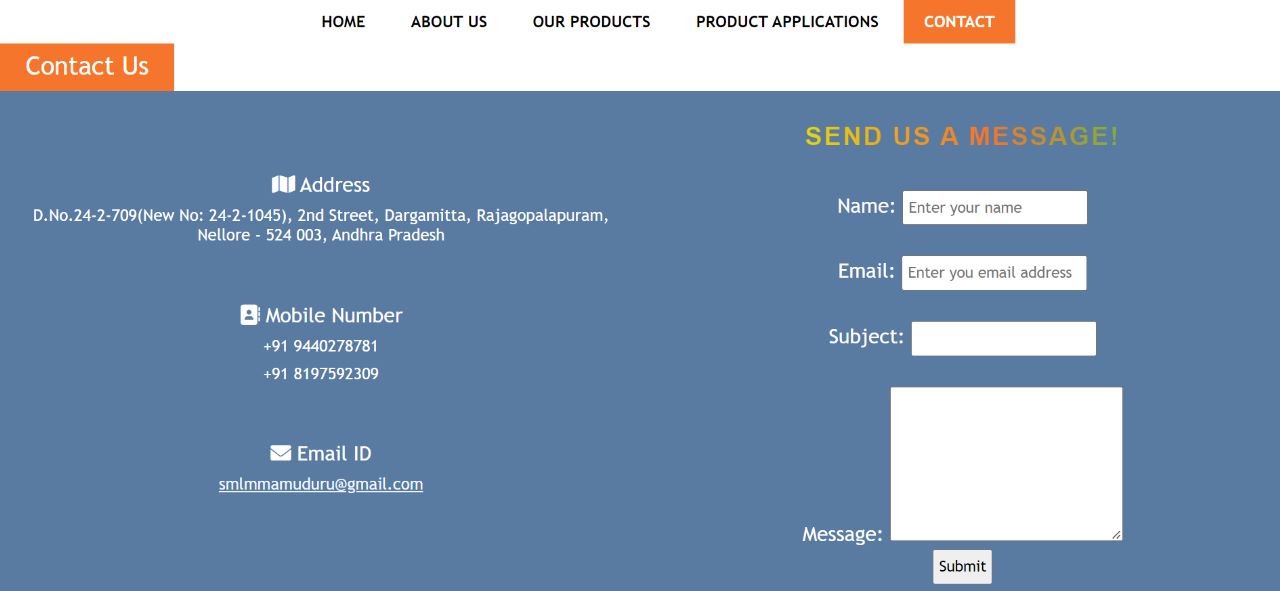 HOME ABOUT US OUR PRODUCTS PRODUCT APPLICATIONS CONTACT
Contact Us
Address
D.No.24-2-709(New No: 24-2-1045), 2nd Street, Dargamitta, Rajagopalapuram,
Nellore - 524 003, Andhra Pradesh
Mobile Number
+91 9440278781
+91 8197592309
Email ID
smlmmamuduru@gmail.com
SEND US A MESSAGE!
Name: Enter your name
Email: Enter you email address
Subject:
Message:
Submit